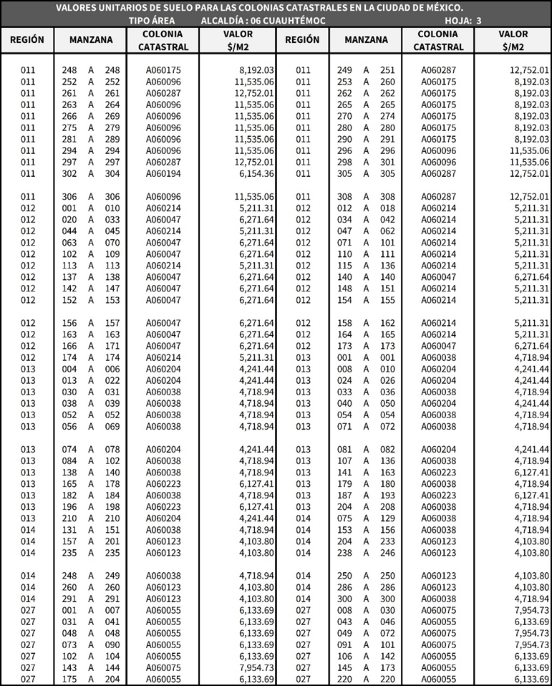 VALORES UNITARIOS DE SUELO PARA LAS COLONIAS CATASTRALES EN LA CIUDAD DE MÉXICO.
TIPO ÁREA ALCALDÍA : 06 CUAUHTÉMOC HOJA: 3
REGIÓN MANZANA COLONIA CATASTRAL VALOR $/M2 REGIÓN MANZANA COLONIA CATASTRAL VALOR $/M2
011 248 A 248 A060175 8,192.03 011 249 A 251 A060287 12,752.01
011 252 A 252 A060096 11,535.06 011 253 A 260 A060175 8,192.03
011 261 A 261 A060287 12,752.01 011 262 A 262 A060175 8,192.03
011 263 A 264 A060096 11,535.06 011 265 A 265 A060175 8,192.03
011 266 A 269 A060096 11,535.06 011 270 A 274 A060175 8,192.03
011 275 A 279 A060096 11,535.06 011 280 A 280 A060175 8,192.03
011 281 A 289 A060096 11,535.06 011 290 A 291 A060175 8,192.03
011 294 A 294 A060096 11,535.06 011 296 A 296 A060096 11,535.06
011 297 A 297 A060287 12,752.01 011 298 A 301 A060096 11,535.06
011 302 A 304 A060194 6,154.36 011 305 A 305 A060287 12,752.01
011 306 A 306 A060096 11,535.06 011 308 A 308 A060287 12,752.01
012 001 A 010 A060214 5,211.31 012 012 A 018 A060214 5,211.31
012 020 A 033 A060047 6,271.64 012 034 A 042 A060214 5,211.31
012 044 A 045 A060214 5,211.31 012 047 A 062 A060214 5,211.31
012 063 A 070 A060047 6,271.64 012 071 A 101 A060214 5,211.31
012 102 A 109 A060047 6,271.64 012 110 A 111 A060214 5,211.31
012 113 A 113 A060214 5,211.31 012 115 A 136 A060214 5,211.31
012 137 A 138 A060047 6,271.64 012 140 A 140 A060047 6,271.64
012 142 A 147 A060047 6,271.64 012 148 A 151 A060214 5,211.31
012 152 A 153 A060047 6,271.64 012 154 A 155 A060214 5,211.31
012 156 A 157 A060047 6,271.64 012 158 A 162 A060214 5,211.31
012 163 A 163 A060047 6,271.64 012 164 A 165 A060214 5,211.31
012 166 A 171 A060047 6,271.64 012 173 A 173 A060047 6,271.64
012 174 A 174 A060214 5,211.31 013 001 A 001 A060038 4,718.94
013 004 A 006 A060204 4,241.44 013 008 A 010 A060204 4,241.44
013 013 A 022 A060204 4,241.44 013 024 A 026 A060204 4,241.44
013 030 A 031 A060038 4,718.94 013 033 A 036 A060038 4,718.94
013 038 A 039 A060038 4,718.94 013 040 A 050 A060204 4,241.44
013 052 A 052 A060038 4,718.94 013 054 A 054 A060038 4,718.94
013 056 A 069 A060038 4,718.94 013 071 A 072 A060038 4,718.94
013 074 A 078 A060204 4,241.44 013 081 A 082 A060204 4,241.44
013 084 A 102 A060038 4,718.94 013 107 A 136 A060038 4,718.94
013 138 A 140 A060038 4,718.94 013 141 A 163 A060223 6,127.41
013 165 A 178 A060223 6,127.41 013 179 A 180 A060038 4,718.94
013 182 A 184 A060038 4,718.94 013 187 A 193 A060223 6,127.41
013 196 A 198 A060223 6,127.41 013 204 A 208 A060038 4,718.94
013 210 A 210 A060204 4,241.44 014 075 A 129 A060038 4,718.94
014 131 A 151 A060038 4,718.94 014 153 A 156 A060038 4,718.94
014 157 A 201 A060123 4,103.80 014 204 A 233 A060123 4,103.80
014 235 A 235 A060123 4,103.80 014 238 A 246 A060123 4,103.80
014 248 A 249 A060038 4,718.94 014 250 A 250 A060123 4,103.80
014 260 A 260 A060123 4,103.80 014 286 A 286 A060123 4,103.80
014 291 A 291 A060123 4,103.80 014 300 A 300 A060038 4,718.94
027 001 A 007 A060055 6,133.69 027 008 A 030 A060075 7,954.73
027 031 A 041 A060055 6,133.69 027 043 A 046 A060055 6,133.69
027 048 A 048 A060055 6,133.69 027 049 A 072 A060075 7,954.73
027 073 A 090 A060055 6,133.69 027 091 A 101 A060075 7,954.73
027 102 A 104 A060055 6,133.69 027 106 A 142 A060055 6,133.69
027 143 A 144 A060075 7,954.73 027 145 A 173 A060055 6,133.69
027 175 A 204 A060055 6,133.69 027 220 A 220 A060055 6,133.69